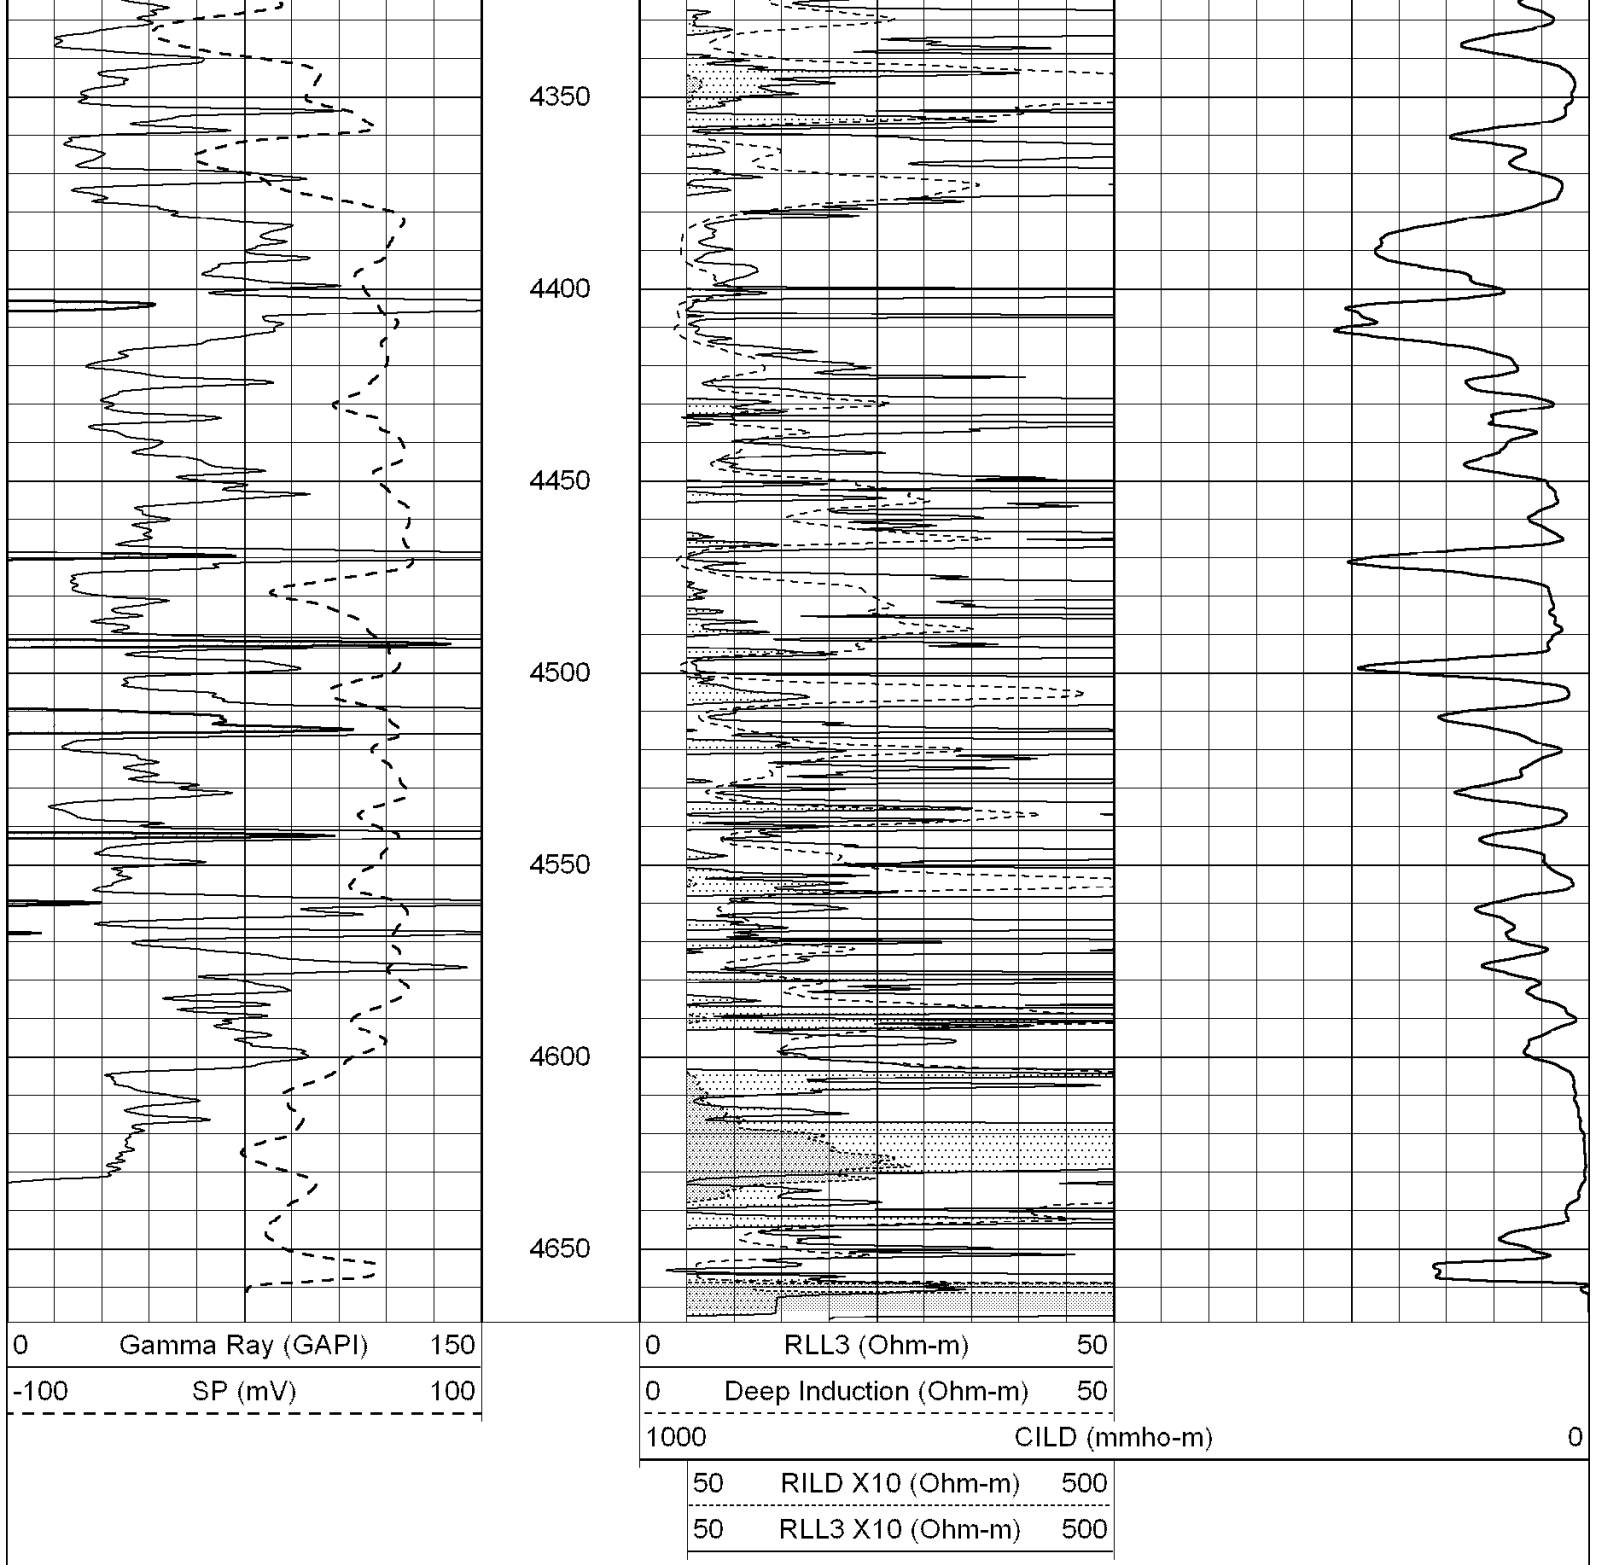 4350
4400
4450
4500
4550
4600
4650
0 Gamma Ray (GAPI) 150
-100 SP (mV) 100
0 RLL3 (Ohm-m) 50
0 Deep Induction (Ohm-m) 50
1000 CILD (mmho-m) 0
50 RILD X10 (Ohm-m) 500
50 RLL3 X10 (Ohm-m) 500